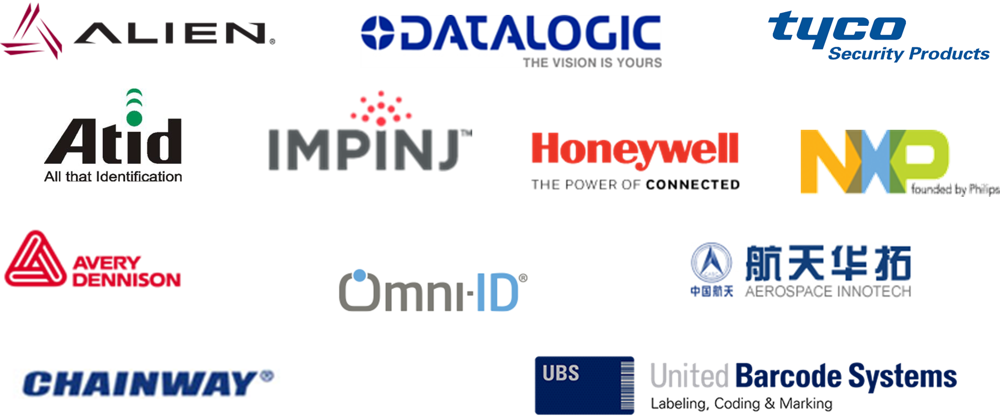 ALIEN®
DATALOGIC
THE VISION IS YOURS
tyco
Security Products
Atid
All that Identification
IMPINJ™
Honeywell
THE POWER OF CONNECTED
NXP
founded by Philips
AVERY
DENNISON
Omni-ID®
CASC
中国航天
航天华拓
AEROSPACE INNOTECH
CHAINWAY®
UBS
United Barcode Systems
Labeling, Coding & Marking